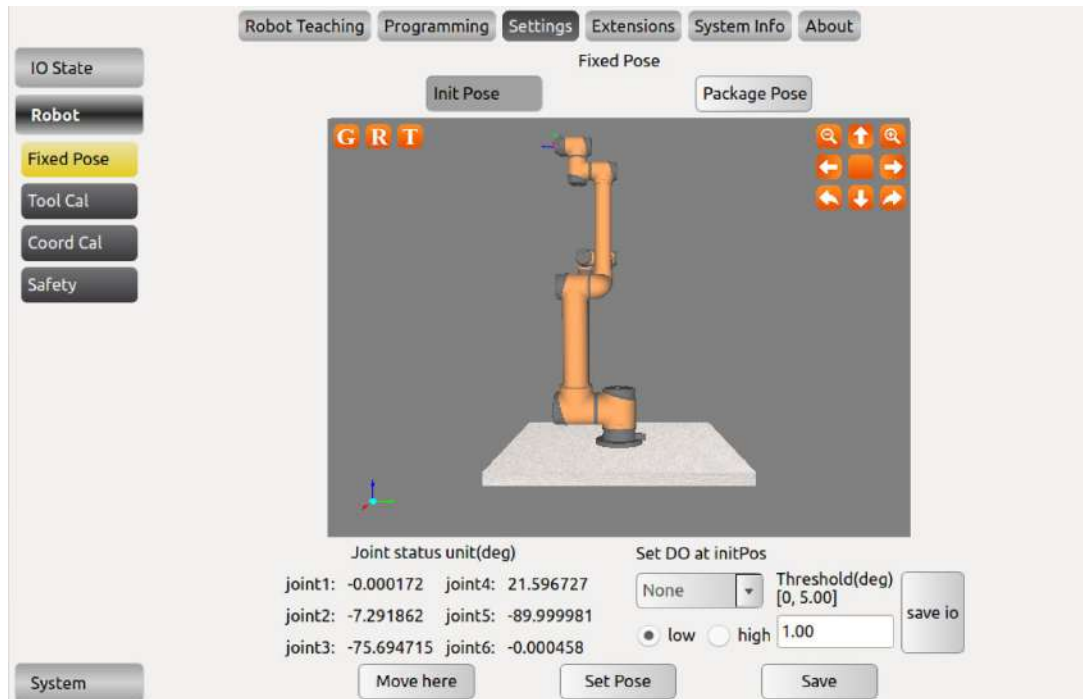 Robot Teaching Programming Settings Extensions System Info About
IO State
Robot
Fixed Pose
Tool Cal
Coord Cal
Safety
System
Fixed Pose
Init Pose Package Pose
G R T
Joint status unit(deg)
joint1: -0.000172 joint4: 21.596727
joint2: -7.291862 joint5: -89.999981
joint3: -75.694715 joint6: -0.000458
Set DO at initPos
None
low high
Threshold(deg)
[0, 5.00]
1.00
save io
Move here Set Pose Save